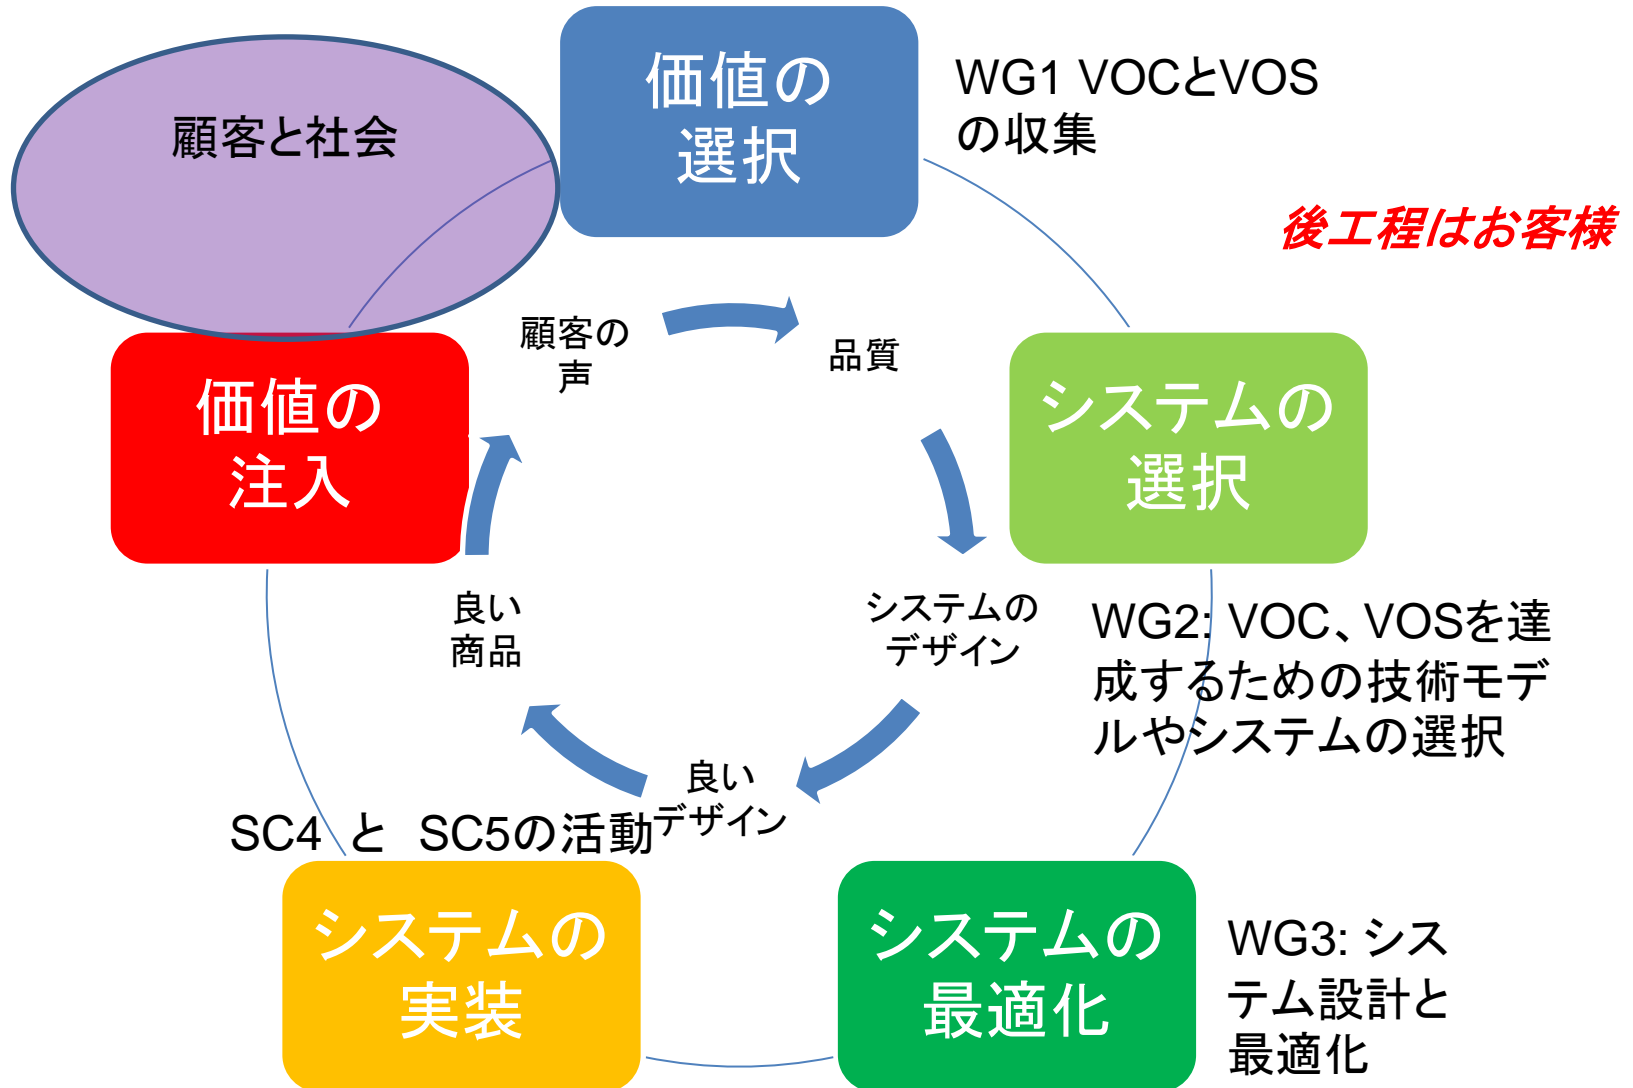 価値の
選択
WG1 VOCとVOS
の収集
顧客と社会
後工程はお客様
顧客の
声
品質
価値の
注入
システムの
選択
良い
商品
システムの
デザイン
WG2: VOC、VOSを達
成するための技術モデ
ルやシステムの選択
良い
デザイン
SC4 と SC5の活動
システムの
実装
システムの
最適化
WG3: シス
テム設計と
最適化